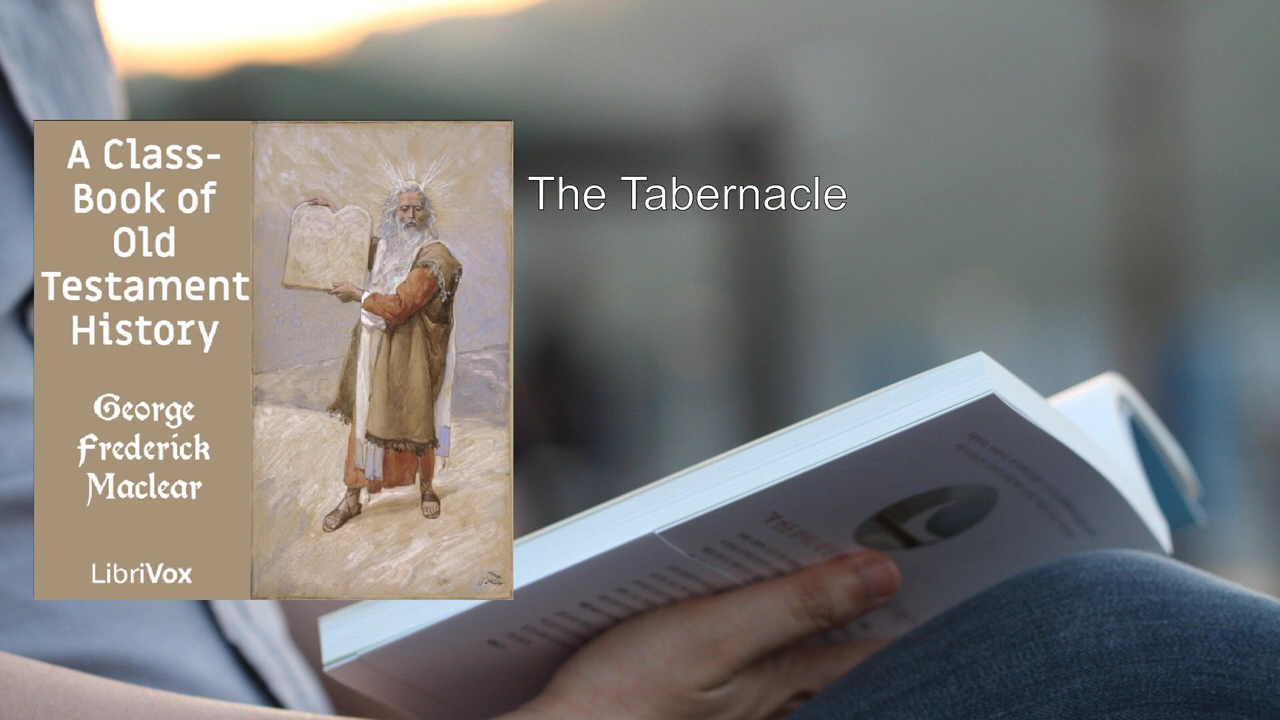 A Class-
Book of
Old
Testament
History
George
Frederick
Maclear
LibriVox
The Tabernacle